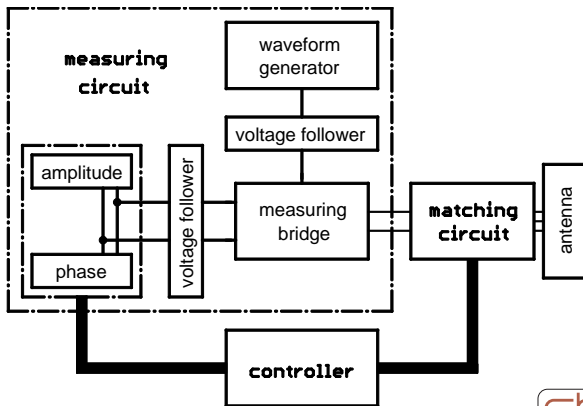 measuring
circuit
waveform
generator
voltage follower
amplitude
phase
voltage follower
measuring
bridge
matching
circuit
antenna
controller